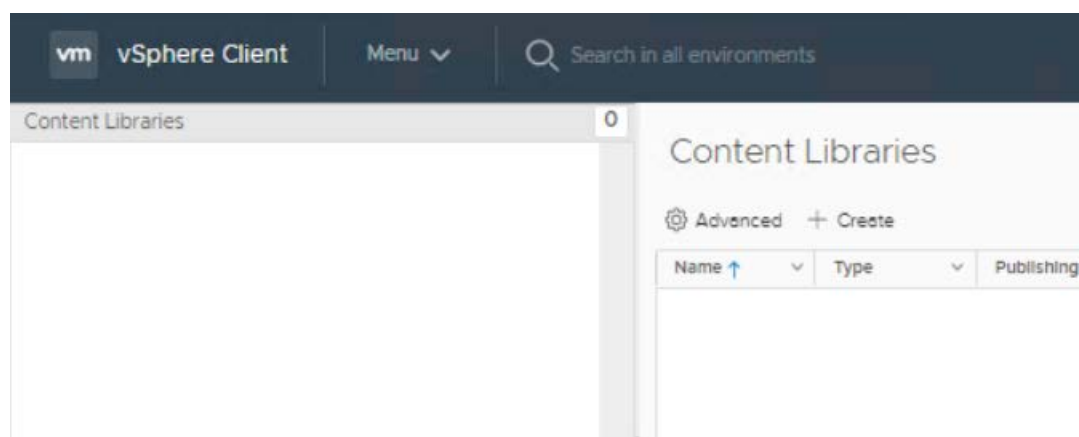 vm vSphere Client Menu Search in all environments
Content Libraries 0
Content Libraries
Advanced Create
Name Type Publishing